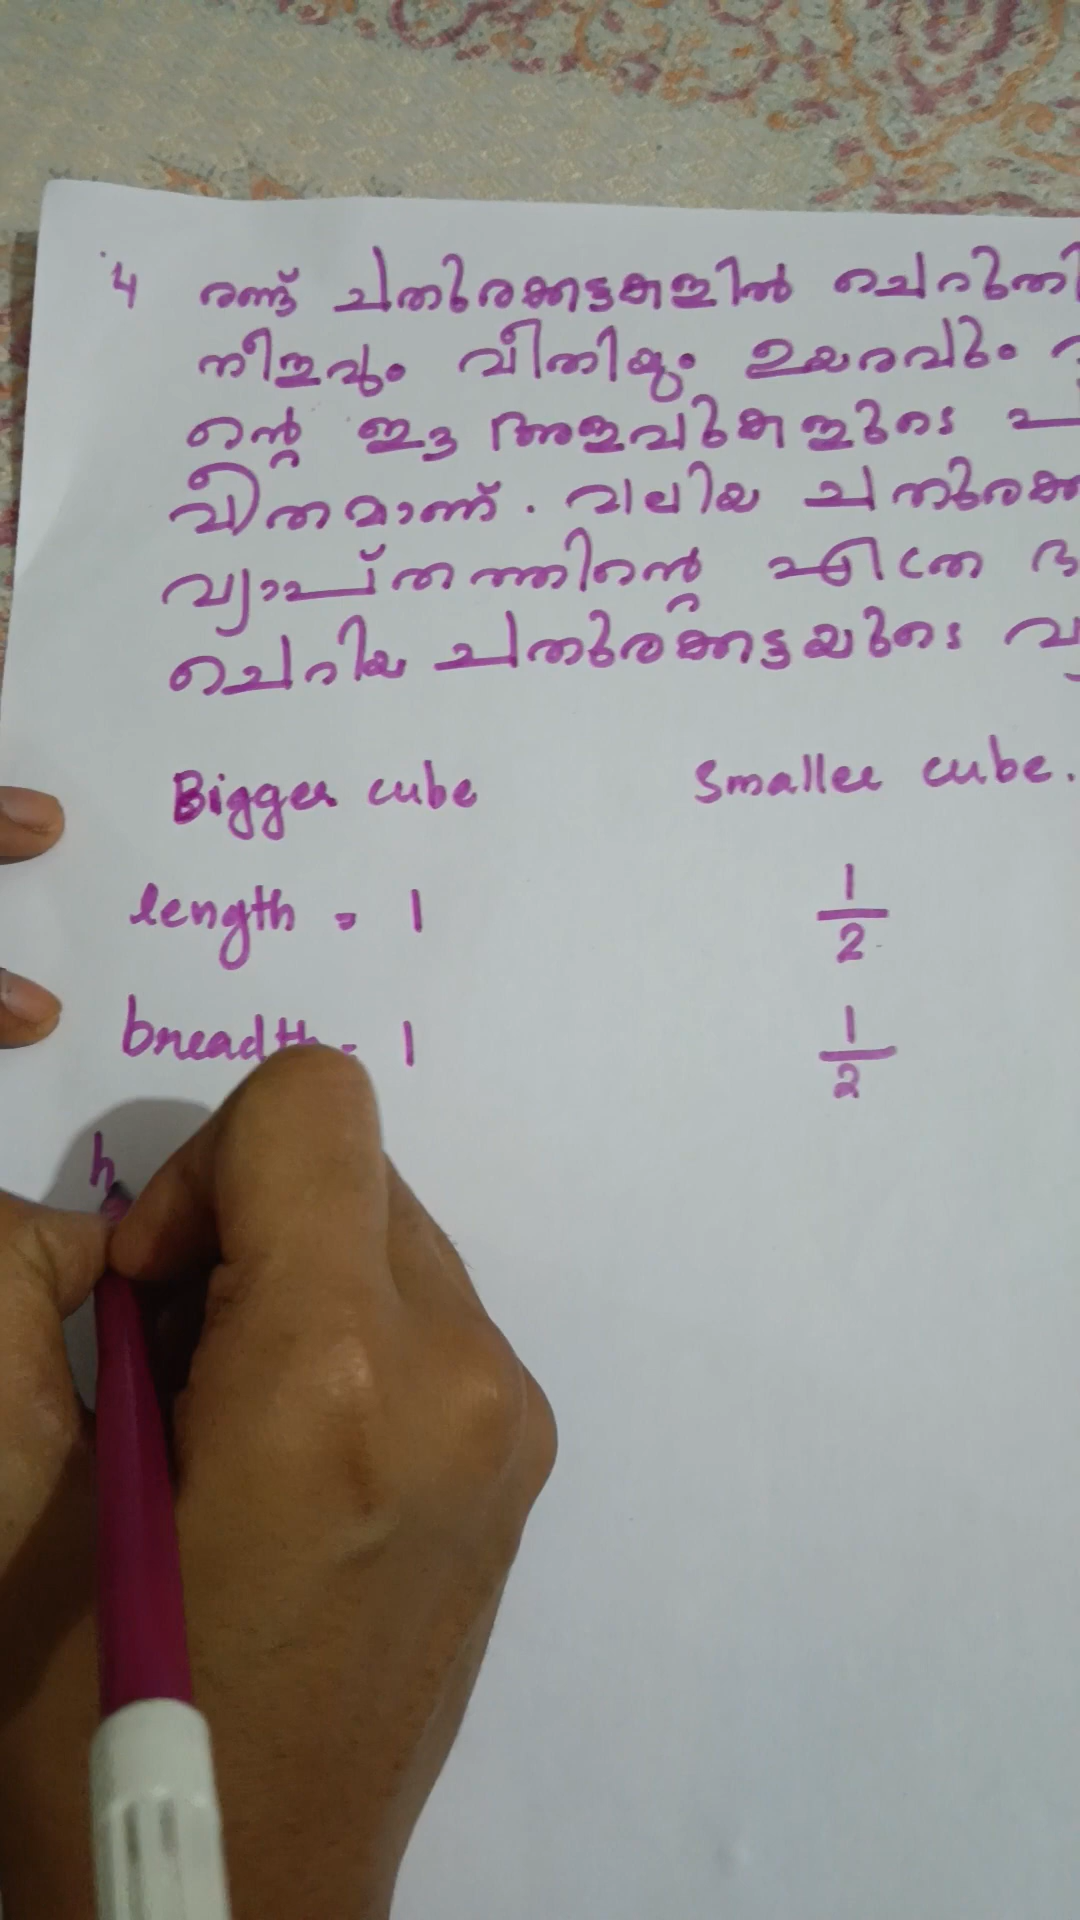 4 രണ്ട് ചതുരക്കട്ടകളിൽ ചെറുതി
നീളവും വീതിയും ഉയരവും
ന്റെ ഈ അളവുകളുടെ പ
വീതമാണ്. വലിയ ചതുരക്ക
വ്യാപ്തത്തിന്റെ എത്ര ഭ
ചെറിയ ചതുരക്കട്ടയുടെ വ്യ
Bigger cube Smaller cube.
length = 1 1/2
breadth = 1 1/2
h